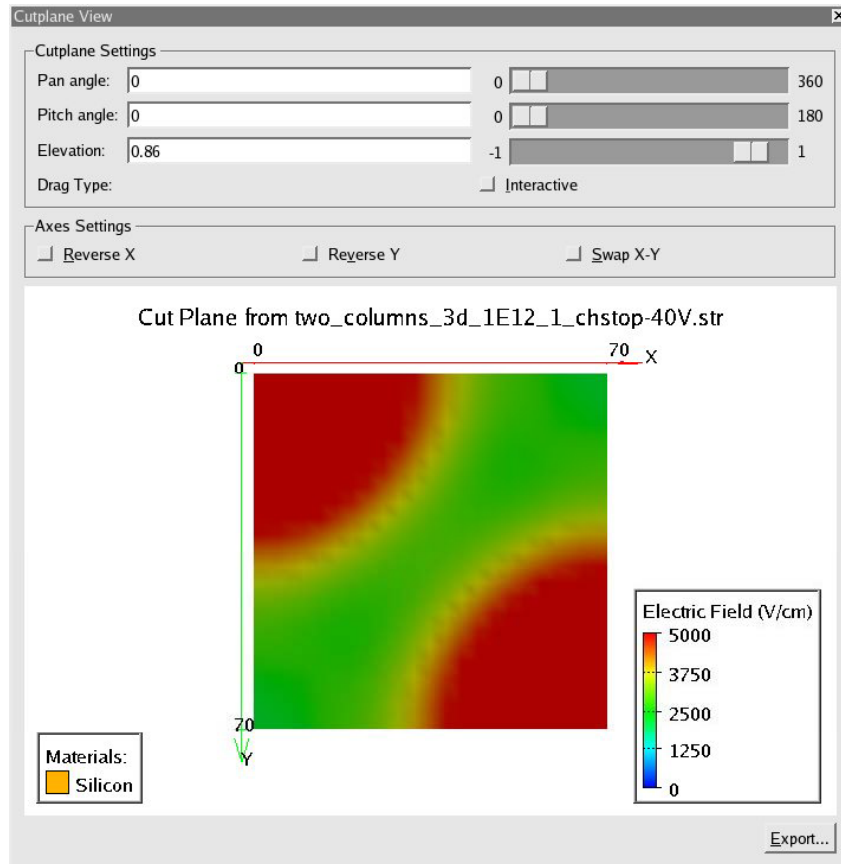 Cutplane View
Cutplane Settings
Pan angle: 0 0 360
Pitch angle: 0 0 180
Elevation: 0.86 -1 1
Drag Type: Interactive
Axes Settings
Reverse X Reverse Y Swap X-Y
Cut Plane from two_columns_3d_1E12_1_chstop-40V.str
0 70 X
0
70
Y
Materials:
Silicon
Electric Field (V/cm)
5000
3750
2500
1250
0
Export...